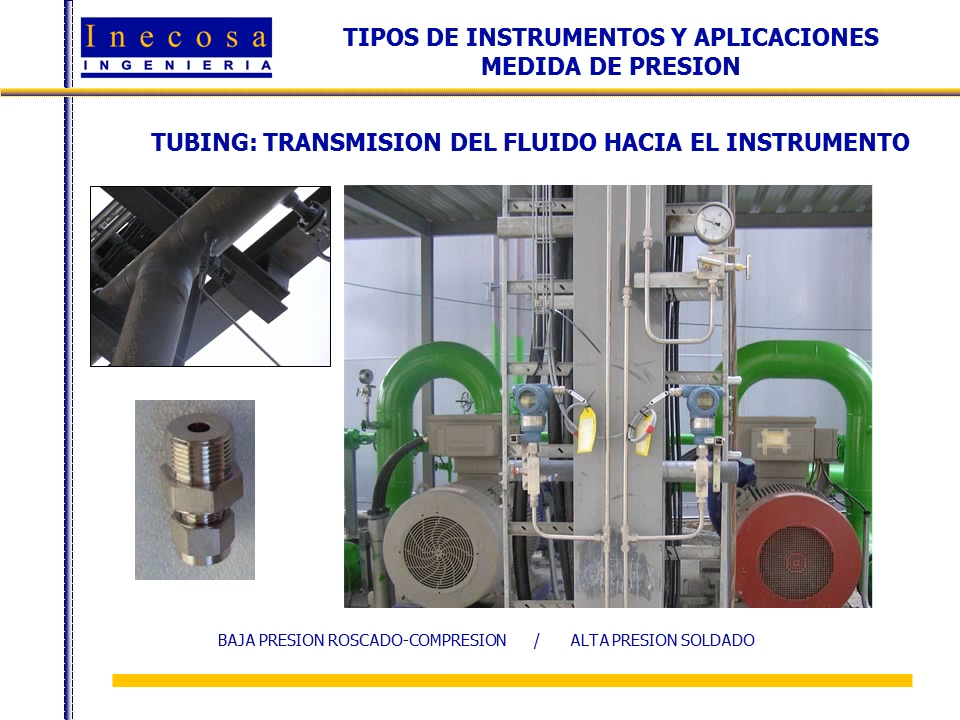 Inecosa
INGENIERIA
TIPOS DE INSTRUMENTOS Y APLICACIONES
MEDIDA DE PRESION
TUBING: TRANSMISION DEL FLUIDO HACIA EL INSTRUMENTO
BAJA PRESION ROSCADO-COMPRESION / ALTA PRESION SOLDADO